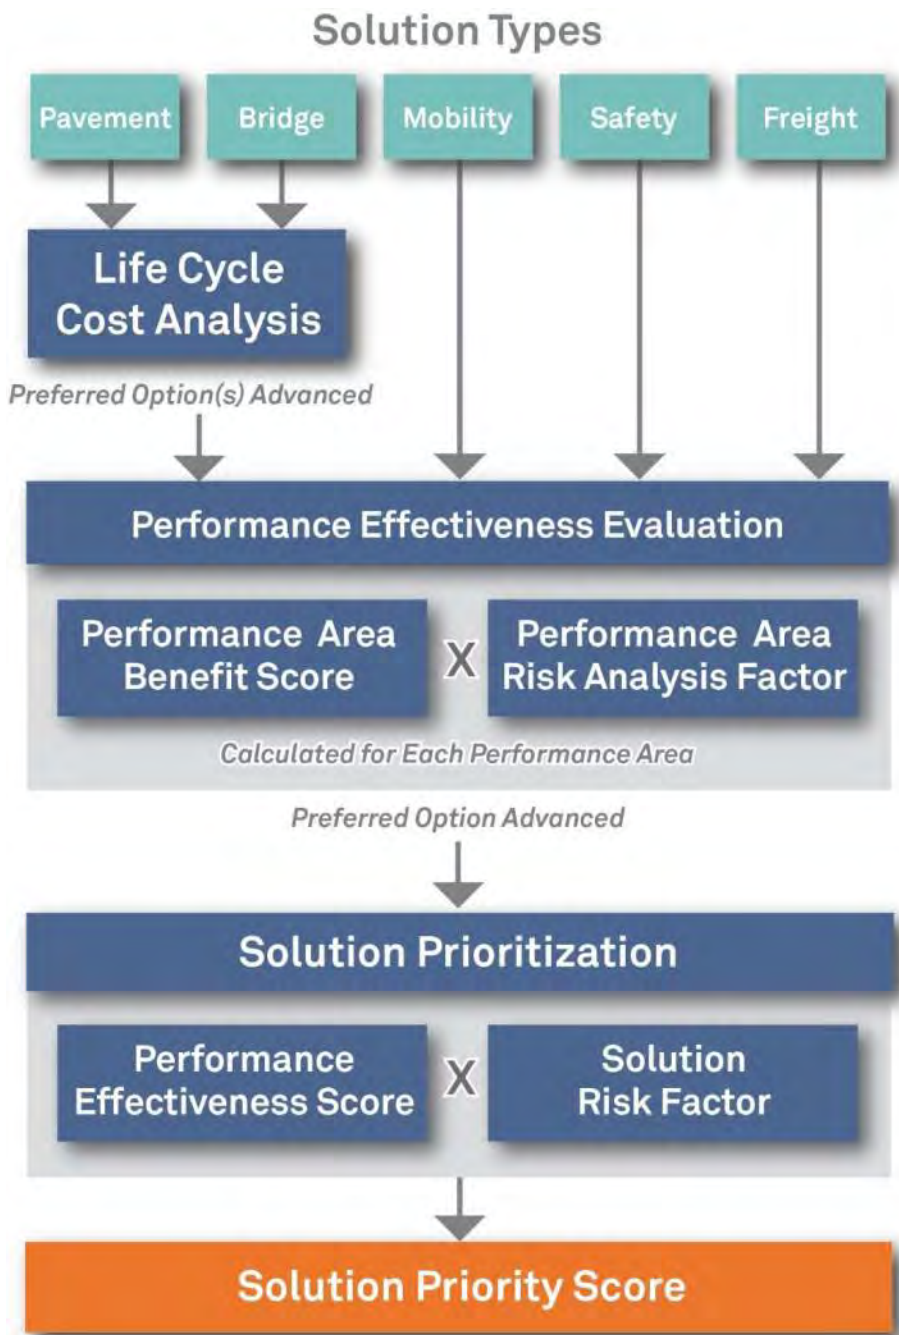 Solution Types
Pavement
Bridge
Mobility
Safety
Freight
Life Cycle
Cost Analysis
Preferred Option(s) Advanced
Performance Effectiveness Evaluation
Performance Area
Benefit Score
X
Performance Area
Risk Analysis Factor
Calculated for Each Performance Area
Preferred Option Advanced
Solution Prioritization
Performance
Effectiveness Score
X
Solution
Risk Factor
Solution Priority Score